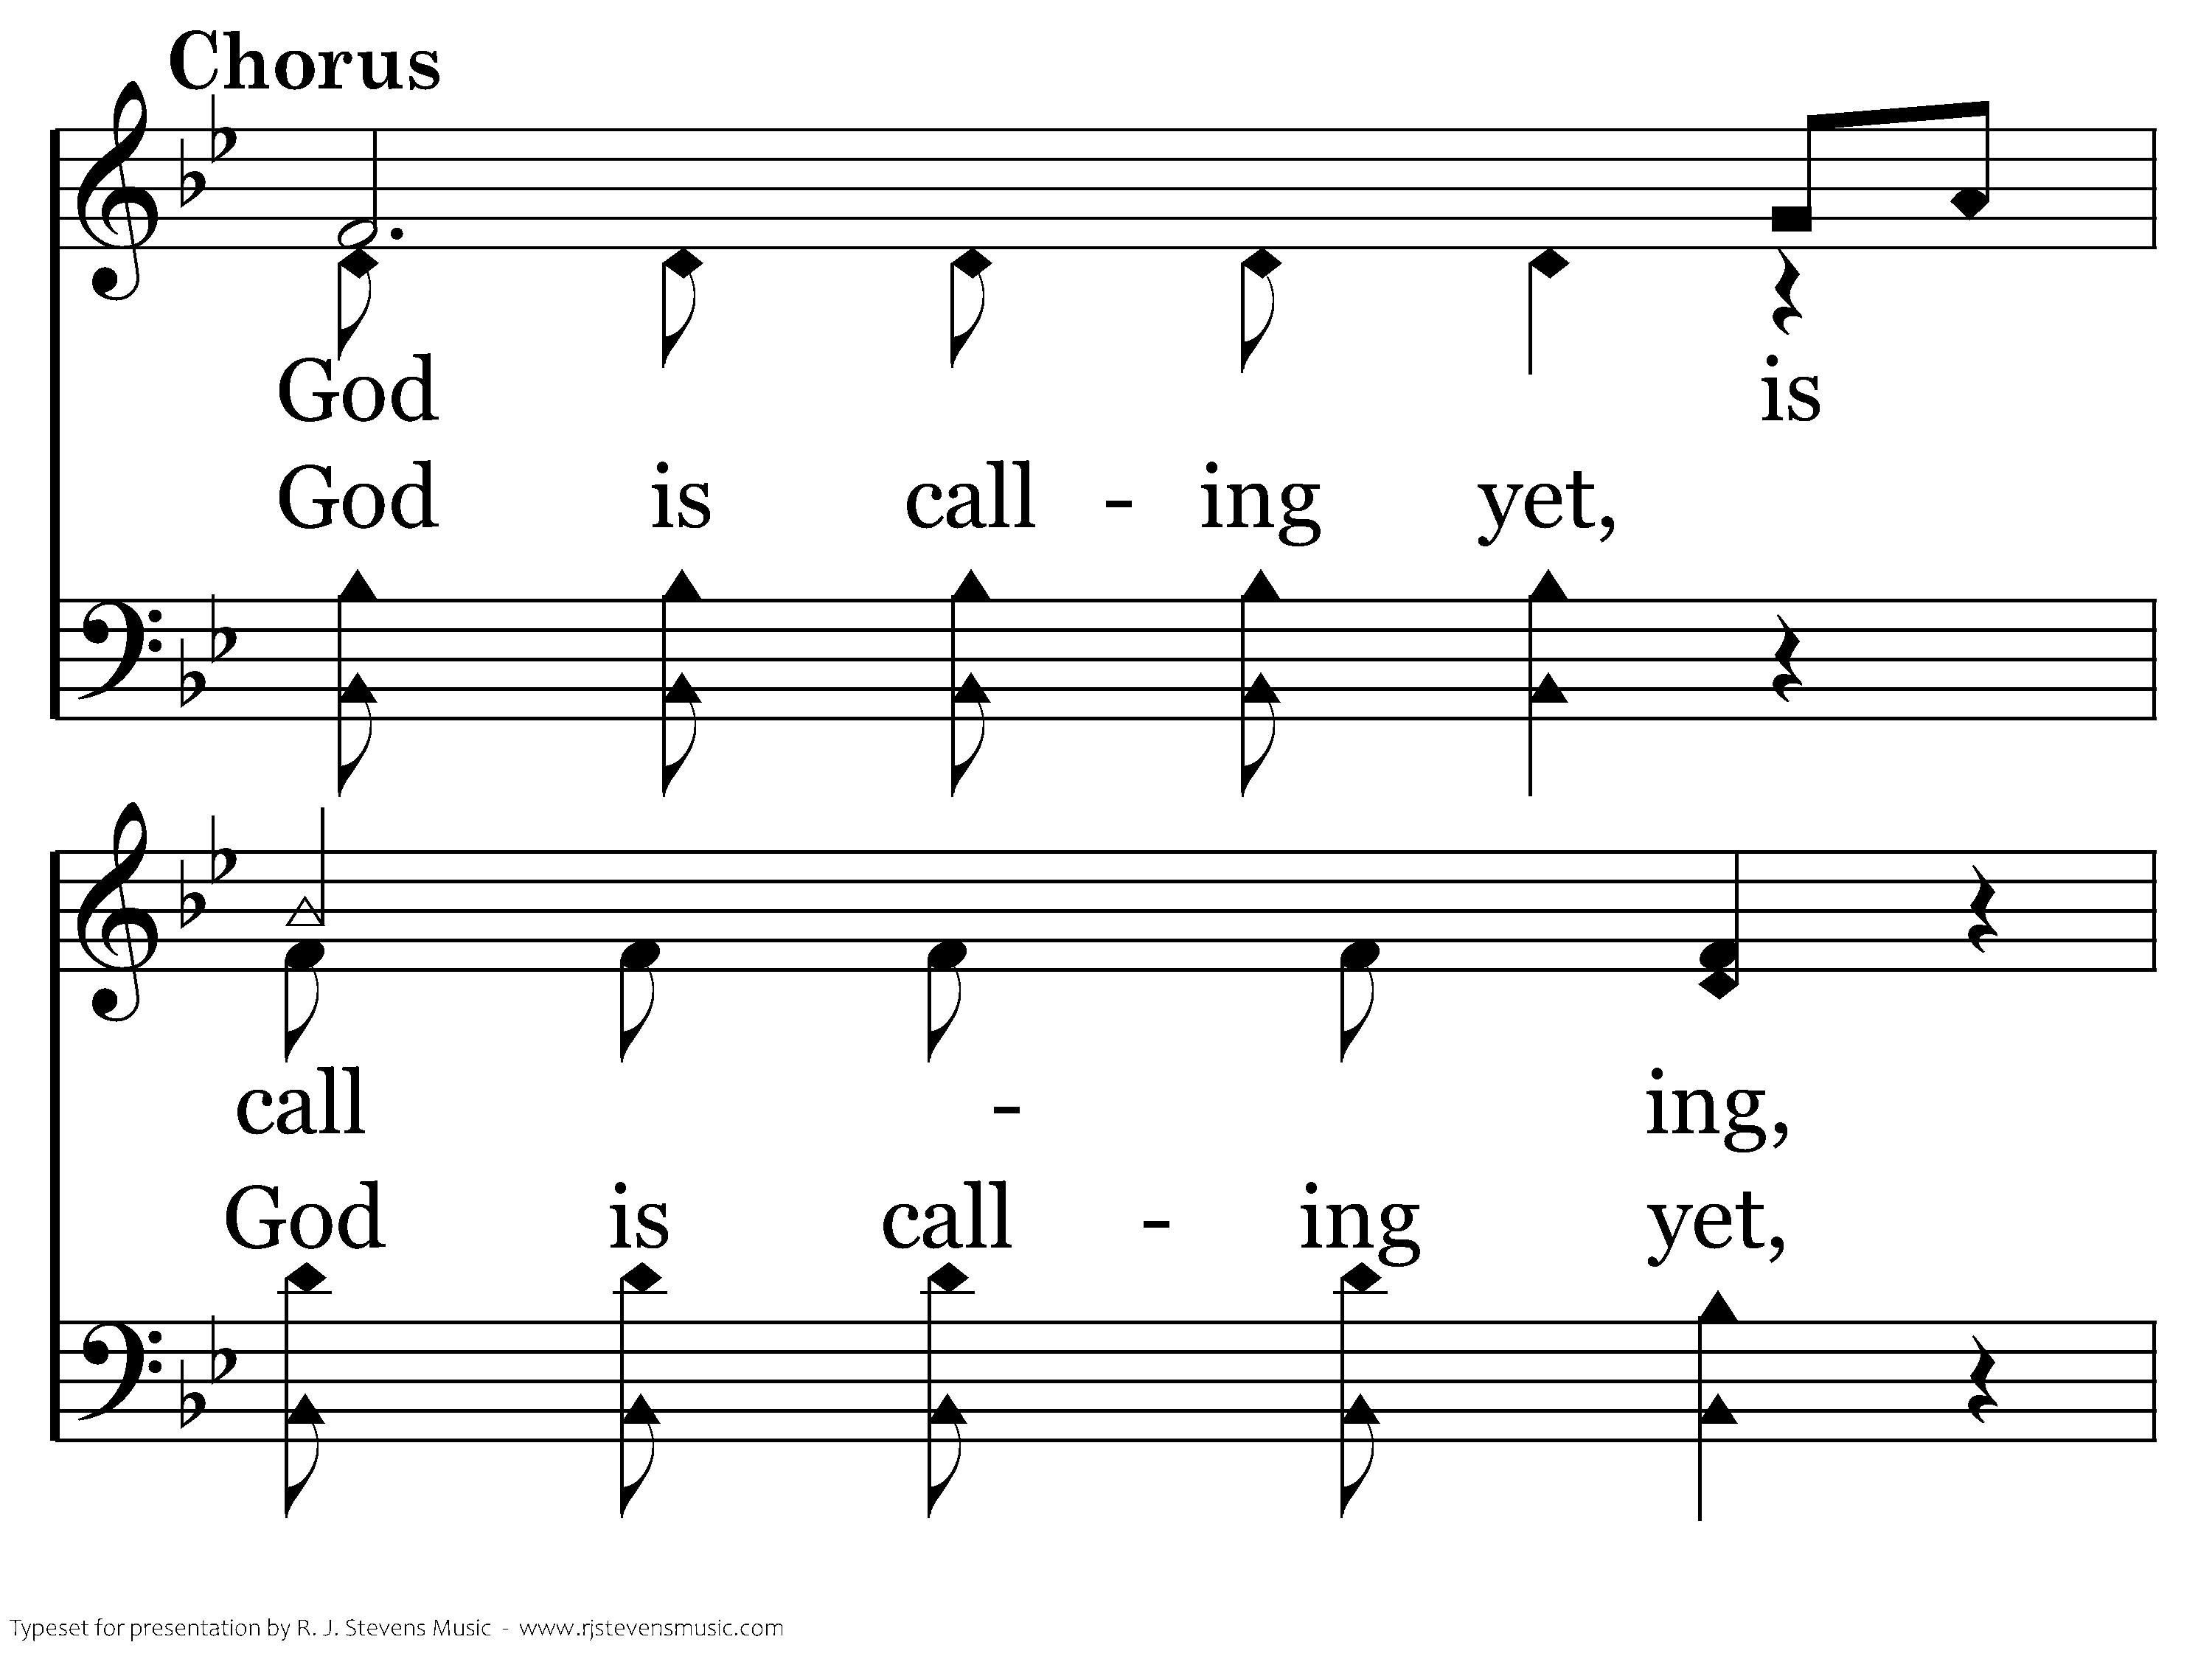 Chorus
God is
God is call - ing yet,
call - ing,
God is call - ing yet,
Typeset for presentation by R. J. Stevens Music - www.rjstevensmusic.com